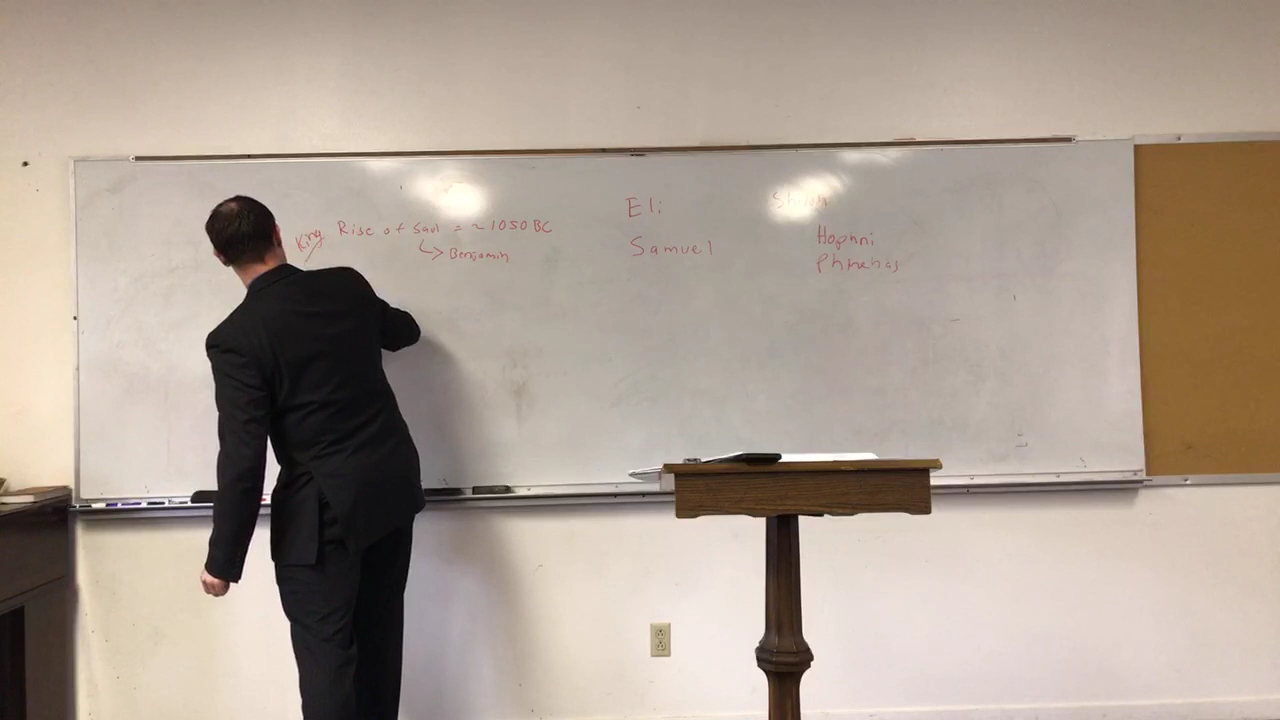 King Rise of Saul = ~ 1050 BC
Benjamin
Eli
Samuel
Shiloh
Hophni
Phinehas